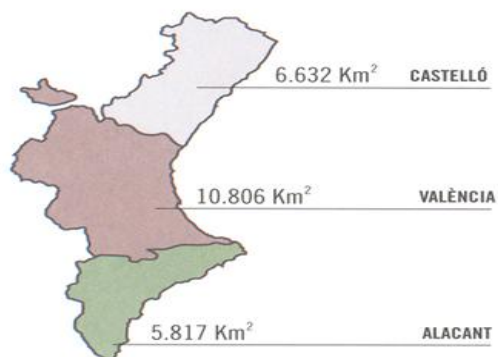 6.632 Km² CASTELLÓ
10.806 Km² VALÈNCIA
5.817 Km² ALACANT